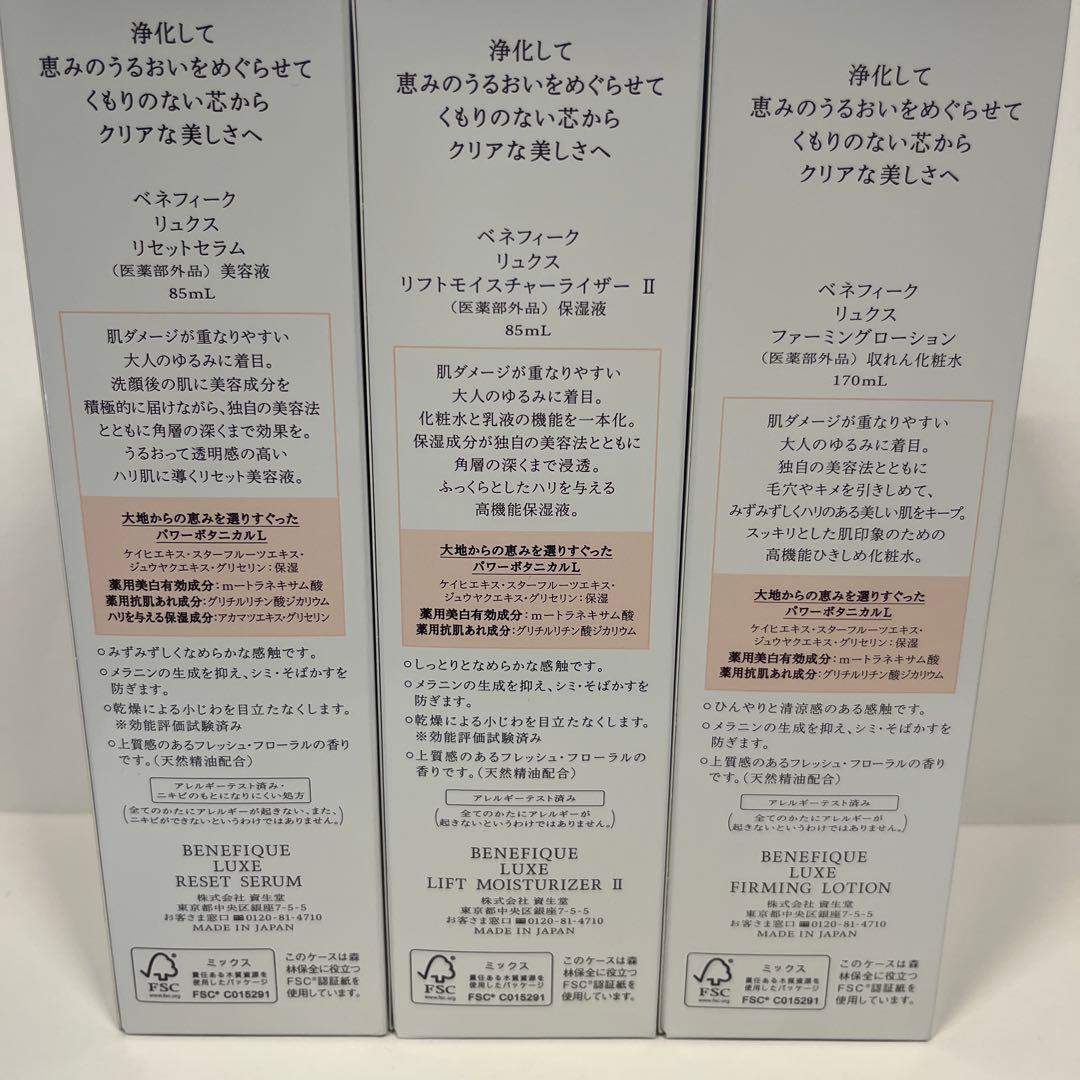 浄化して
恵みのうるおいをめぐらせて
くもりのない芯から
クリアな美しさへ
ベネフィーク
リュクス
リセットセラム
（医薬部外品）美容液
85mL
肌ダメージが重なりやすい
大人のゆるみに着目。
洗顔後の肌に美容成分を
積極的に届けながら、独自の美容法
とともに角層の深くまで効果を。
うるおって透明感の高い
ハリ肌に導くリセット美容液。
大地からの恵みを選りすぐった
パワーボタニカルL
ケイヒエキス・スターフルーツエキス・
ジュウヤクエキス・グリセリン：保湿
薬用美白有効成分：m－トラネキサム酸
薬用抗肌あれ成分：グリチルリチン酸ジカリウム
ハリを与える保湿成分：アカマツエキス・グリセリン
○みずみずしくなめらかな感触です。
○メラニンの生成を抑え、シミ・そばかすを
防ぎます。
○乾燥による小じわを目立たなくします。
※効能評価試験済み
○上質感のあるフレッシュ・フローラルの香り
です。（天然精油配合）
アレルギーテスト済み・
ニキビのもとになりにくい処方
（全てのかたにアレルギーが起きない、また、
ニキビができないというわけではありません。）
BENEFIQUE
LUXE
RESET SERUM
株式会社 資生堂
東京都中央区銀座7-5-5
お客さま窓口 0120-81-4710
MADE IN JAPAN
FSC
www.fsc.org
ミックス
責任ある木質資源を
使用したパッケージ
FSC® C015291
このケースは森
林保全に役立つ
FSC®認証紙を
使用しています。
浄化して
恵みのうるおいをめぐらせて
くもりのない芯から
クリアな美しさへ
ベネフィーク
リュクス
リフトモイスチャーライザー II
（医薬部外品）保湿液
85mL
肌ダメージが重なりやすい
大人のゆるみに着目。
化粧水と乳液の機能を一本化。
保湿成分が独自の美容法とともに
角層の深くまで浸透。
ふっくらとしたハリを与える
高機能保湿液。
大地からの恵みを選りすぐった
パワーボタニカルL
ケイヒエキス・スターフルーツエキス・
ジュウヤクエキス・グリセリン：保湿
薬用美白有効成分：m－トラネキサム酸
薬用抗肌あれ成分：グリチルリチン酸ジカリウム
○しっとりとなめらかな感触です。
○メラニンの生成を抑え、シミ・そばかすを
防ぎます。
○乾燥による小じわを目立たなくします。
※効能評価試験済み
○上質感のあるフレッシュ・フローラルの
香りです。（天然精油配合）
アレルギーテスト済み
（全てのかたにアレルギーが
起きないというわけではありません。）
BENEFIQUE
LUXE
LIFT MOISTURIZER II
株式会社 資生堂
東京都中央区銀座7-5-5
お客さま窓口 0120-81-4710
MADE IN JAPAN
FSC
www.fsc.org
ミックス
責任ある木質資源を
使用したパッケージ
FSC® C015291
このケースは森
林保全に役立つ
FSC®認証紙を
使用しています。
浄化して
恵みのうるおいをめぐらせて
くもりのない芯から
クリアな美しさへ
ベネフィーク
リュクス
ファーミングローション
（医薬部外品）収れん化粧水
170mL
肌ダメージが重なりやすい
大人のゆるみに着目。
独自の美容法とともに
毛穴やキメを引きしめて、
みずみずしくハリのある美しい肌をキープ。
スッキリとした肌印象のための
高機能ひきしめ化粧水。
大地からの恵みを選りすぐった
パワーボタニカルL
ケイヒエキス・スターフルーツエキス・
ジュウヤクエキス・グリセリン：保湿
薬用美白有効成分：m－トラネキサム酸
薬用抗肌あれ成分：グリチルリチン酸ジカリウム
○ひんやりと清涼感のある感触です。
○メラニンの生成を抑え、シミ・そばかすを
防ぎます。
○上質感のあるフレッシュ・フローラルの香り
です。（天然精油配合）
アレルギーテスト済み
（全てのかたにアレルギーが
起きないというわけではありません。）
BENEFIQUE
LUXE
FIRMING LOTION
株式会社 資生堂
東京都中央区銀座7-5-5
お客さま窓口 0120-81-4710
MADE IN JAPAN
FSC
www.fsc.org
ミックス
責任ある木質資源を
使用したパッケージ
FSC® C015291
このケースは森
林保全に役立つ
FSC®認証紙を
使用しています。